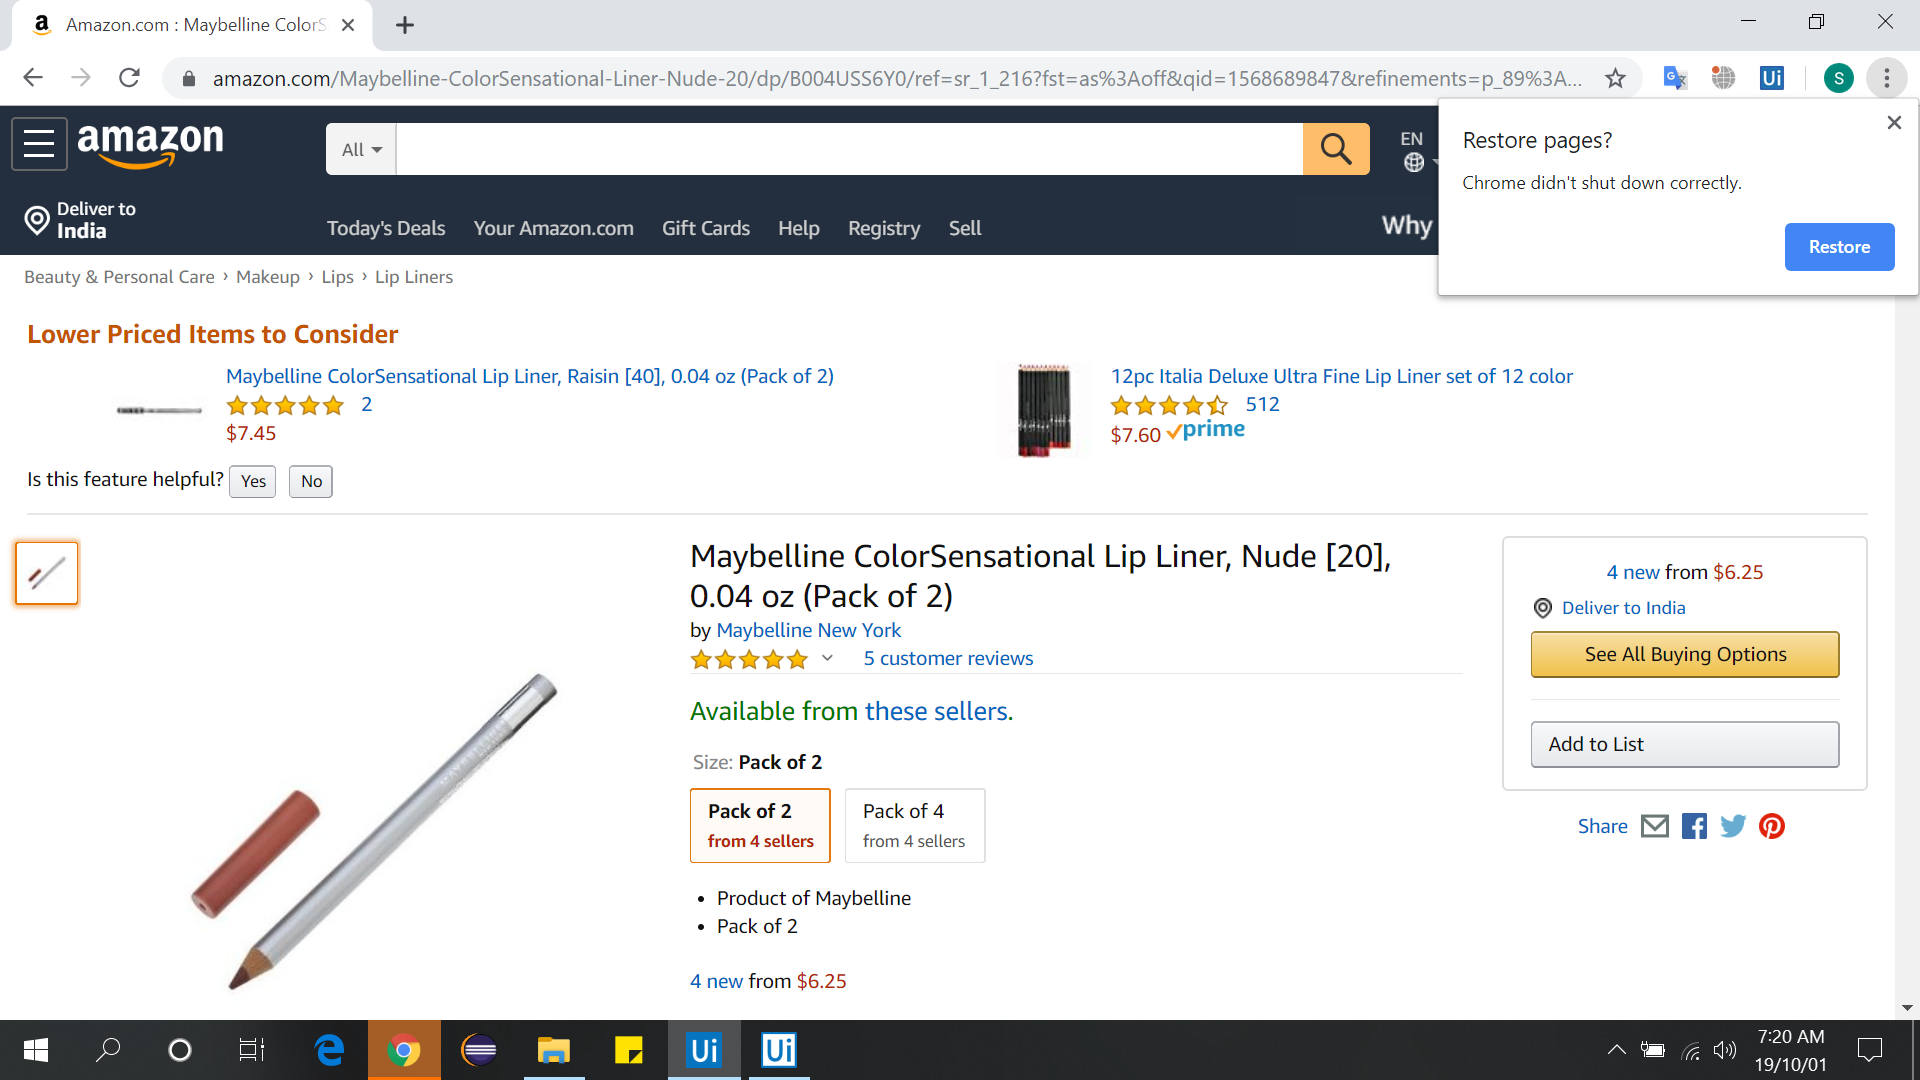 Amazon.com : Maybelline ColorS
amazon.com/Maybelline-ColorSensational-Liner-Nude-20/dp/B004USS6Y0/ref=sr_1_216?fst=as%3Aoff&qid=1568689847&refinements=p_89%3A...
Ui
S
Restore pages?
Chrome didn't shut down correctly.
Restore
amazon
All
EN
Deliver to
India
Today's Deals
Your Amazon.com
Gift Cards
Help
Registry
Sell
Why
Beauty & Personal Care › Makeup › Lips › Lip Liners
Lower Priced Items to Consider
Maybelline ColorSensational Lip Liner, Raisin [40], 0.04 oz (Pack of 2)
2
$7.45
12pc Italia Deluxe Ultra Fine Lip Liner set of 12 color
512
$7.60 prime
Is this feature helpful? Yes No
Maybelline ColorSensational Lip Liner, Nude [20],
0.04 oz (Pack of 2)
by Maybelline New York
5 customer reviews
Available from these sellers.
Size: Pack of 2
Pack of 2
from 4 sellers
Pack of 4
from 4 sellers
• Product of Maybelline
• Pack of 2
4 new from $6.25
4 new from $6.25
Deliver to India
See All Buying Options
Add to List
Share
Ui
Ui
7:20 AM
19/10/01